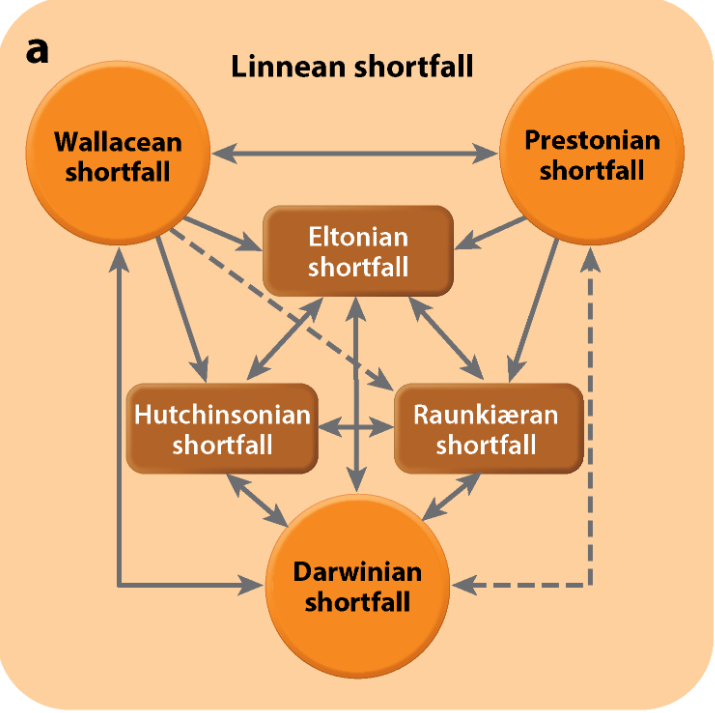 a
Linnean shortfall
Wallacean
shortfall
Prestonian
shortfall
Eltonian
shortfall
Hutchinsonian
shortfall
Raunkiæran
shortfall
Darwinian
shortfall